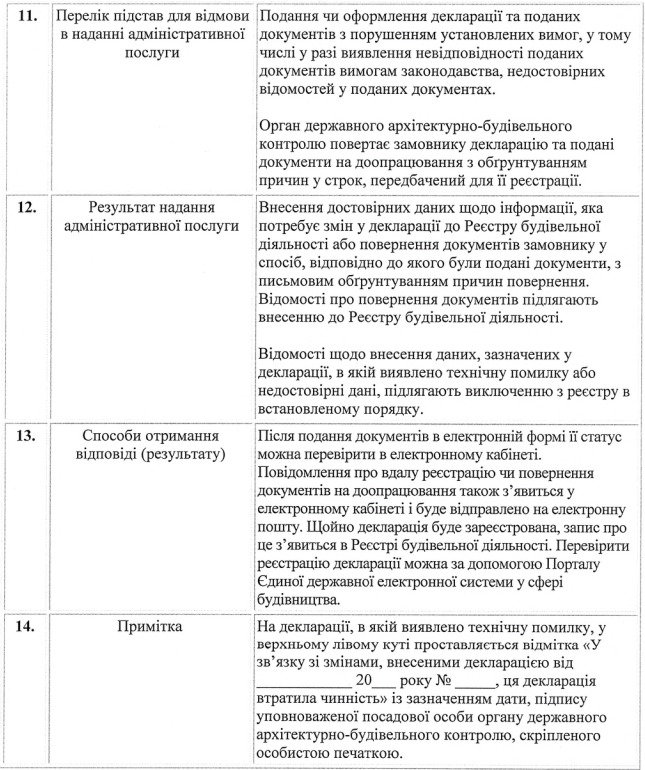 11.
Перелік підстав для відмови
в наданні адміністративної
послуги
Подання чи оформлення декларації та поданих
документів з порушенням установлених вимог, у тому
числі у разі виявлення невідповідності поданих
документів вимогам законодавства, недостовірних
відомостей у поданих документах.
Орган державного архітектурно-будівельного
контролю повертає замовнику декларацію та подані
документи на доопрацювання з обґрунтуванням
причин у строк, передбачений для її реєстрації.
12.
Результат надання
адміністративної послуги
Внесення достовірних даних щодо інформації, яка
потребує змін у декларації до Реєстру будівельної
діяльності або повернення документів замовнику у
спосіб, відповідно до якого були подані документи, з
письмовим обґрунтуванням причин повернення.
Відомості про повернення документів підлягають
внесенню до Реєстру будівельної діяльності.
Відомості щодо внесення даних, зазначених у
декларації, в якій виявлено технічну помилку або
недостовірні дані, підлягають виключенню з реєстру в
встановленому порядку.
13.
Способи отримання
відповіді (результату)
Після подання документів в електронній формі її статус
можна перевірити в електронному кабінеті.
Повідомлення про вдалу реєстрацію чи повернення
документів на доопрацювання також з’явиться у
електронному кабінеті і буде відправлено на електронну
пошту. Щойно декларація буде зареєстрована, запис про
це з’явиться в Реєстрі будівельної діяльності. Перевірити
реєстрацію декларації можна за допомогою Порталу
Єдиної державної електронної системи у сфері
будівництва.
14.
Примітка
На декларації, в якій виявлено технічну помилку, у
верхньому лівому куті проставляється відмітка «У
зв’язку зі змінами, внесеними декларацією від
_____________ 20___ року № _____, ця декларація
втратила чинність» із зазначенням дати, підпису
уповноваженої посадової особи органу державного
архітектурно-будівельного контролю, скріпленого
особистою печаткою.